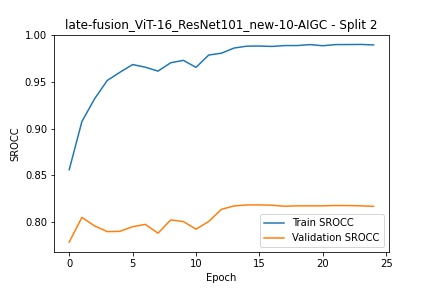 late-fusion_ViT-16_ResNet101_new-10-AIGC - Split 2
1.00
0.95
0.90
0.85
0.80
SROCC
Train SROCC
Validation SROCC
0 5 10 15 20 25
Epoch